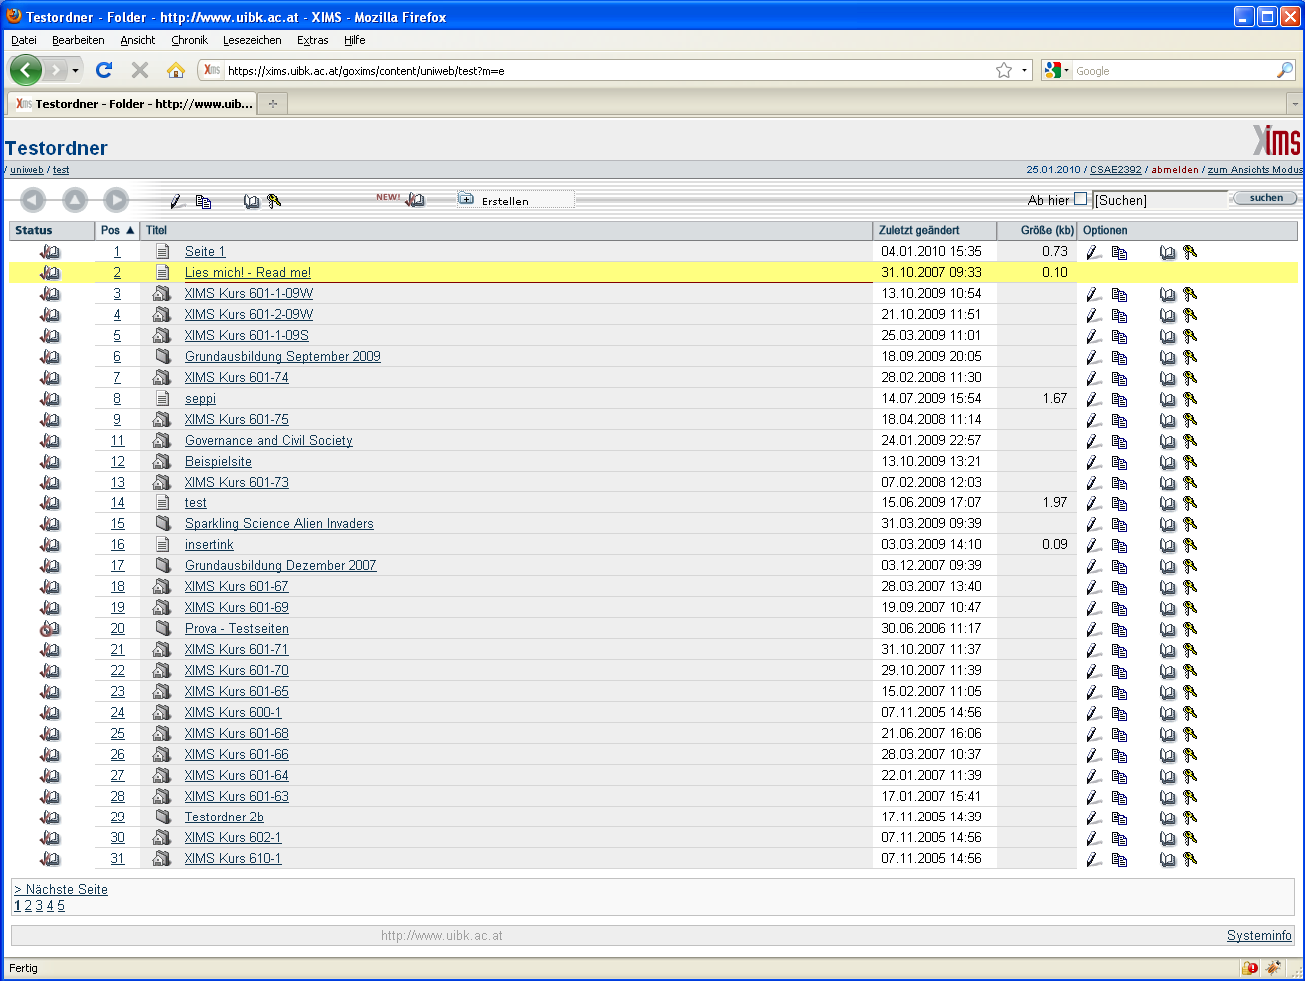 Testordner - Folder - http://www.uibk.ac.at - XIMS - Mozilla Firefox
Datei Bearbeiten Ansicht Chronik Lesezeichen Extras Hilfe
Xims https://xims.uibk.ac.at/goxims/content/uniweb/test?m=e Google
Xims Testordner - Folder - http://www.uib...
Testordner Xims
/ uniweb / test 25.01.2010 / CSAE2392 / abmelden / zum Ansichts Modus
NEW! Erstellen Ab hier [Suchen] suchen
Status Pos Titel Zuletzt geändert Größe (kb) Optionen
1 Seite 1 04.01.2010 15:35 0.73
2 Lies mich! - Read me! 31.10.2007 09:33 0.10
3 XIMS Kurs 601-1-09W 13.10.2009 10:54
4 XIMS Kurs 601-2-09W 21.10.2009 11:51
5 XIMS Kurs 601-1-09S 25.03.2009 11:01
6 Grundausbildung September 2009 18.09.2009 20:05
7 XIMS Kurs 601-74 28.02.2008 11:30
8 seppi 14.07.2009 15:54 1.67
9 XIMS Kurs 601-75 18.04.2008 11:14
11 Governance and Civil Society 24.01.2009 22:57
12 Beispielsite 13.10.2009 13:21
13 XIMS Kurs 601-73 07.02.2008 12:03
14 test 15.06.2009 17:07 1.97
15 Sparkling Science Alien Invaders 31.03.2009 09:39
16 insertink 03.03.2009 14:10 0.09
17 Grundausbildung Dezember 2007 03.12.2007 09:39
18 XIMS Kurs 601-67 28.03.2007 13:40
19 XIMS Kurs 601-69 19.09.2007 10:47
20 Prova - Testseiten 30.06.2006 11:17
21 XIMS Kurs 601-71 31.10.2007 11:37
22 XIMS Kurs 601-70 29.10.2007 11:39
23 XIMS Kurs 601-65 15.02.2007 11:05
24 XIMS Kurs 600-1 07.11.2005 14:56
25 XIMS Kurs 601-68 21.06.2007 16:06
26 XIMS Kurs 601-66 28.03.2007 10:37
27 XIMS Kurs 601-64 22.01.2007 11:39
28 XIMS Kurs 601-63 17.01.2007 15:41
29 Testordner 2b 17.11.2005 14:39
30 XIMS Kurs 602-1 07.11.2005 14:56
31 XIMS Kurs 610-1 07.11.2005 14:56
> Nächste Seite
1 2 3 4 5
http://www.uibk.ac.at Systeminfo
Fertig